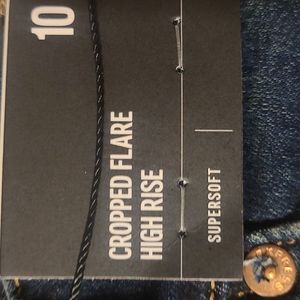 10
CROPPED FLARE
HIGH RISE
SUPERSOFT